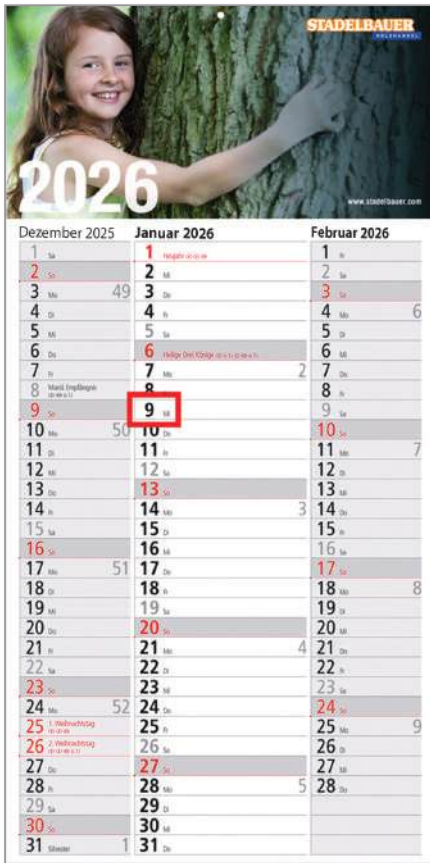 STADELBAUER
HOLZHANDEL
2026
www.stadelbauer.com
Dezember 2025
1 Sa
2 So
3 Mo 49
4 Di
5 Mi
6 Do
7 Fr
8 Mariä Empfängnis
9 So
10 Mo 50
11 Di
12 Mi
13 Do
14 Fr
15 Sa
16 So
17 Mo 51
18 Di
19 Mi
20 Do
21 Fr
22 Sa
23 So
24 Mo 52
25 1. Weihnachtstag
26 2. Weihnachtstag
27 Do
28 Fr
29 Sa
30 So
31 Silvester 1
Januar 2026
1 Neujahr
2 Mi
3 Do
4 Fr
5 Sa
6 Heilige Drei Könige
7 Mo 2
8
9 Mi
10 Do
11 Fr
12 Sa
13 So
14 Mo 3
15 Di
16 Mi
17 Do
18 Fr
19 Sa
20 So
21 Mo 4
22 Di
23 Mi
24 Do
25 Fr
26 Sa
27 So
28 Mo 5
29 Di
30 Mi
31 Do
Februar 2026
1 Fr
2 Sa
3 So
4 Mo 6
5 Di
6 Mi
7 Do
8 Fr
9 Sa
10 So
11 Mo 7
12 Di
13 Mi
14 Do
15 Fr
16 Sa
17 So
18 Mo 8
19 Di
20 Mi
21 Do
22 Fr
23 Sa
24 So
25 Mo 9
26 Di
27 Mi
28 Do